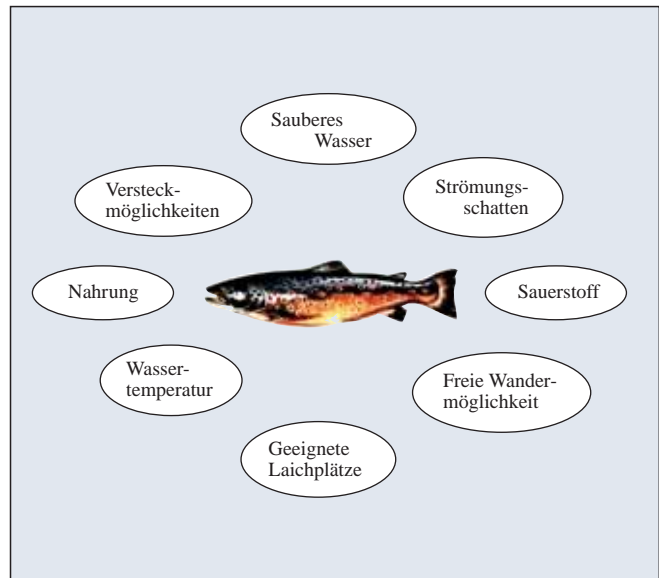 Sauberes
Wasser
Versteck-
möglichkeiten
Strömungs-
schatten
Nahrung
Sauerstoff
Wasser-
temperatur
Freie Wander-
möglichkeit
Geeignete
Laichplätze